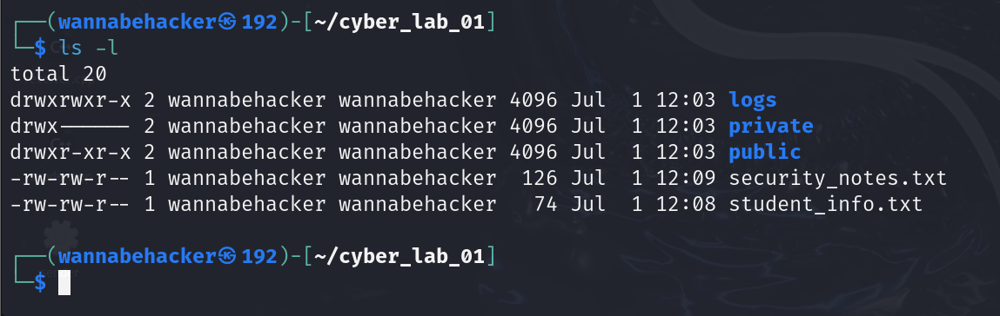 ┌──(wannabehacker㉿192)-[~/cyber_lab_01]
└─$ ls -l
total 20
drwxrwxr-x 2 wannabehacker wannabehacker 4096 Jul  1 12:03 logs
drwx------ 2 wannabehacker wannabehacker 4096 Jul  1 12:03 private
drwxr-xr-x 2 wannabehacker wannabehacker 4096 Jul  1 12:03 public
-rw-rw-r-- 1 wannabehacker wannabehacker  126 Jul  1 12:09 security_notes.txt
-rw-rw-r-- 1 wannabehacker wannabehacker   74 Jul  1 12:08 student_info.txt
┌──(wannabehacker㉿192)-[~/cyber_lab_01]
└─$